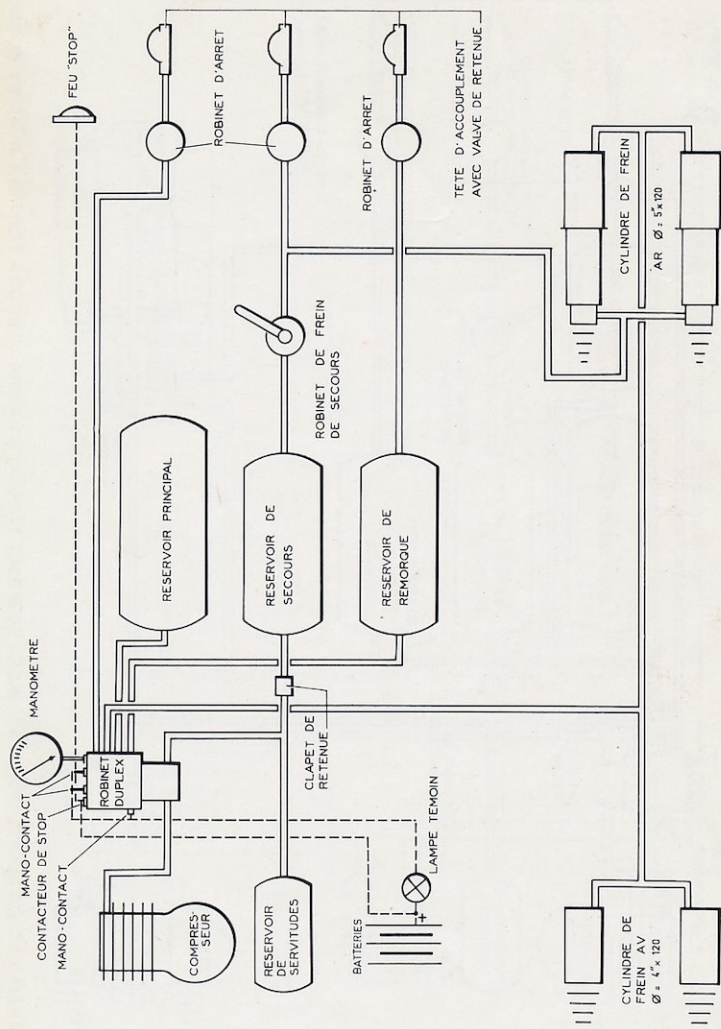 FEU "STOP"
ROBINET D'ARRET
ROBINET D'ARRET
TETE D'ACCOUPLEMENT
AVEC VALVE DE RETENUE
MANOMETRE
MANO-CONTACT
CONTACTEUR DE STOP
MANO-CONTACT
ROBINET
DUPLEX
RESERVOIR PRINCIPAL
RESERVOIR DE
SECOURS
RESERVOIR DE
REMORQUE
ROBINET DE FREIN
DE SECOURS
CLAPET DE
RETENUE
COMPRES-
SEUR
RESERVOIR
DE
SERVITUDES
BATTERIES
+
LAMPE TEMOIN
CYLINDRE DE FREIN
AR Ø = 5"x 120
CYLINDRE DE
FREIN AV
Ø = 4"x 120